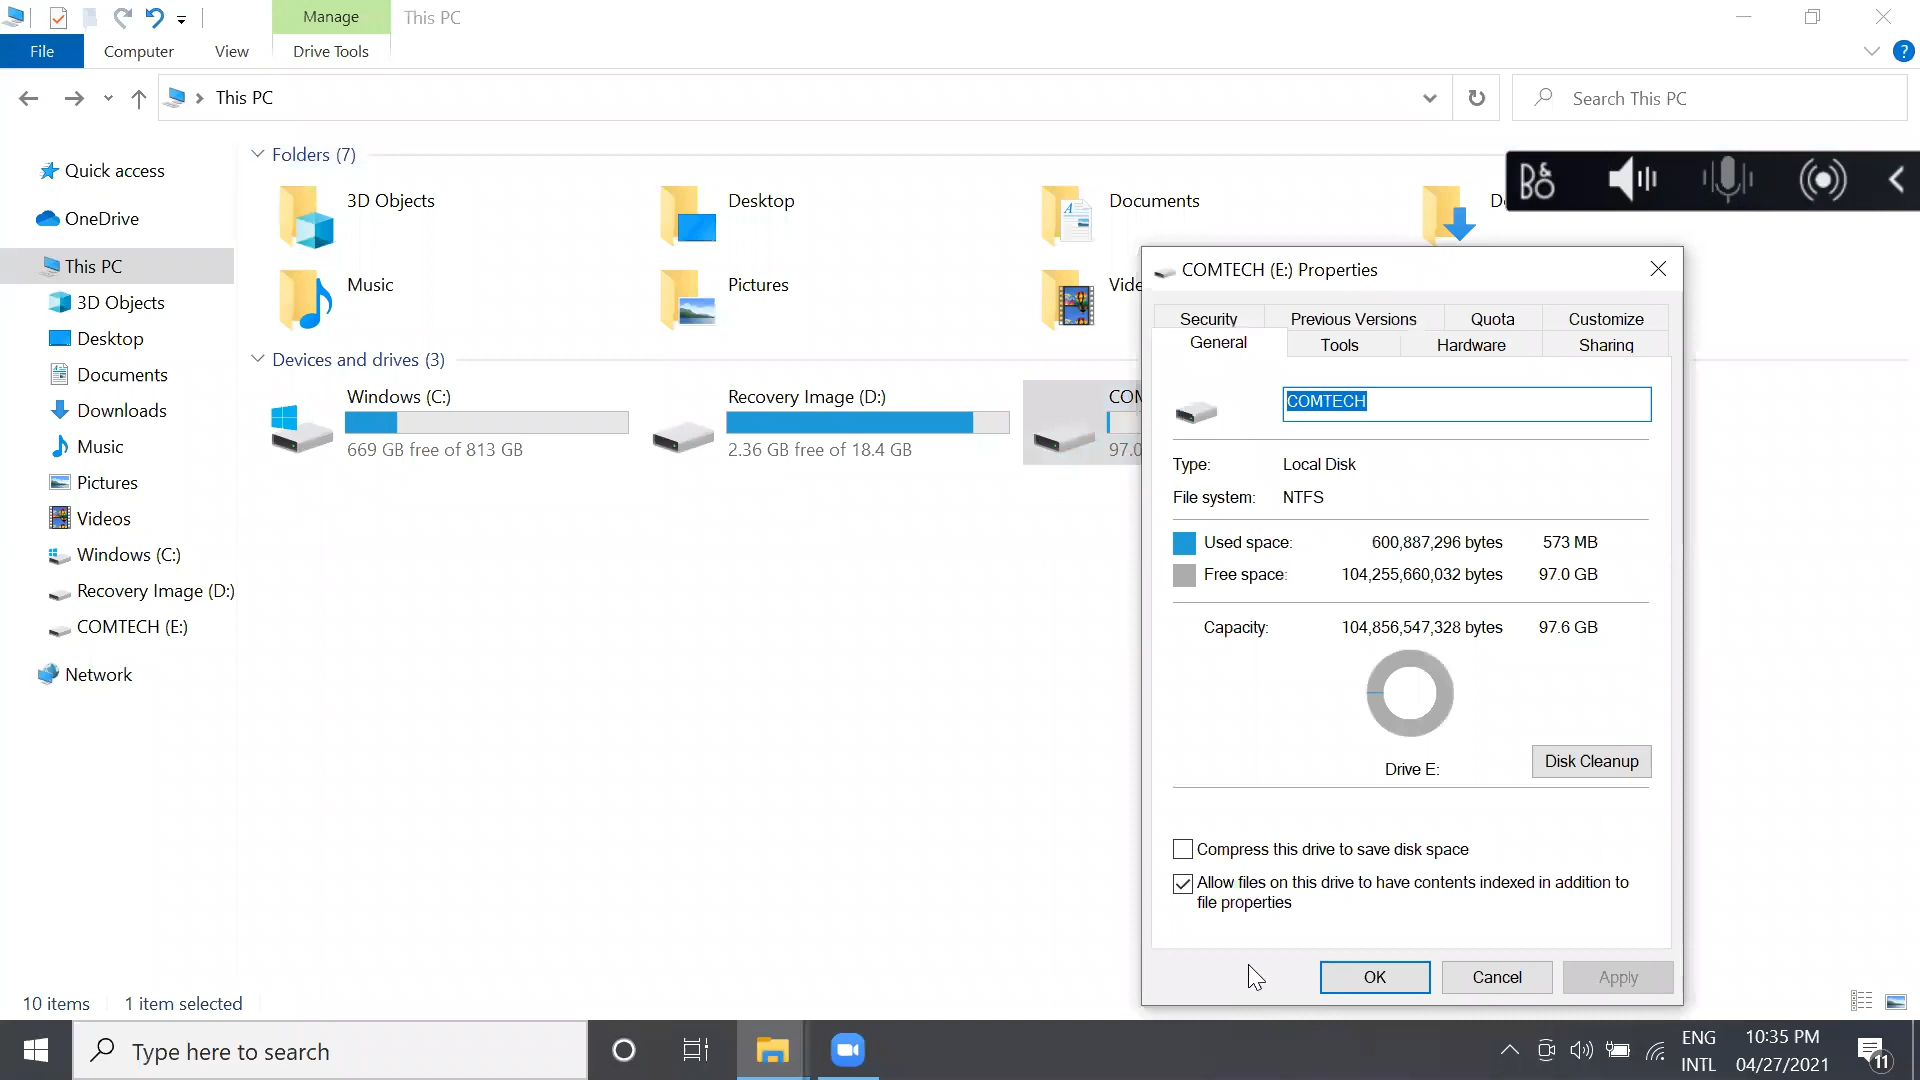 Manage
This PC
File
Computer
View
Drive Tools
?
This PC
Search This PC
Quick access
OneDrive
This PC
3D Objects
Desktop
Documents
Downloads
Music
Pictures
Videos
Windows (C:)
Recovery Image (D:)
COMTECH (E:)
Network
Folders (7)
3D Objects
Desktop
Documents
Music
Pictures
Devices and drives (3)
Windows (C:)
669 GB free of 813 GB
Recovery Image (D:)
2.36 GB free of 18.4 GB
B&O
COMTECH (E:) Properties
Security
Previous Versions
Quota
Customize
General
Tools
Hardware
Sharing
COMTECH
Type: Local Disk
File system: NTFS
Used space: 600,887,296 bytes 573 MB
Free space: 104,255,660,032 bytes 97.0 GB
Capacity: 104,856,547,328 bytes 97.6 GB
Drive E:
Disk Cleanup
Compress this drive to save disk space
Allow files on this drive to have contents indexed in addition to
file properties
OK
Cancel
Apply
10 items
1 item selected
Type here to search
ENG
INTL
10:35 PM
04/27/2021
11